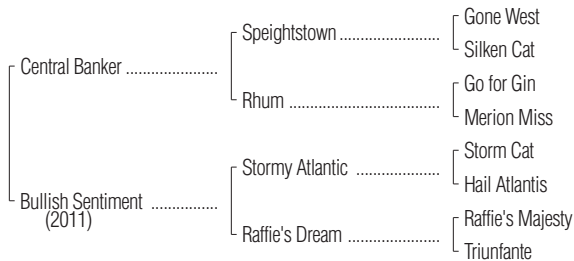 Gone West
Speightstown ........................
Silken Cat
Central Banker ......................
Go for Gin
Rhum ....................................
Merion Miss
Storm Cat
Stormy Atlantic ....................
Hail Atlantis
Bullish Sentiment ................
(2011)
Raffie's Majesty
Raffie's Dream ......................
Triunfante